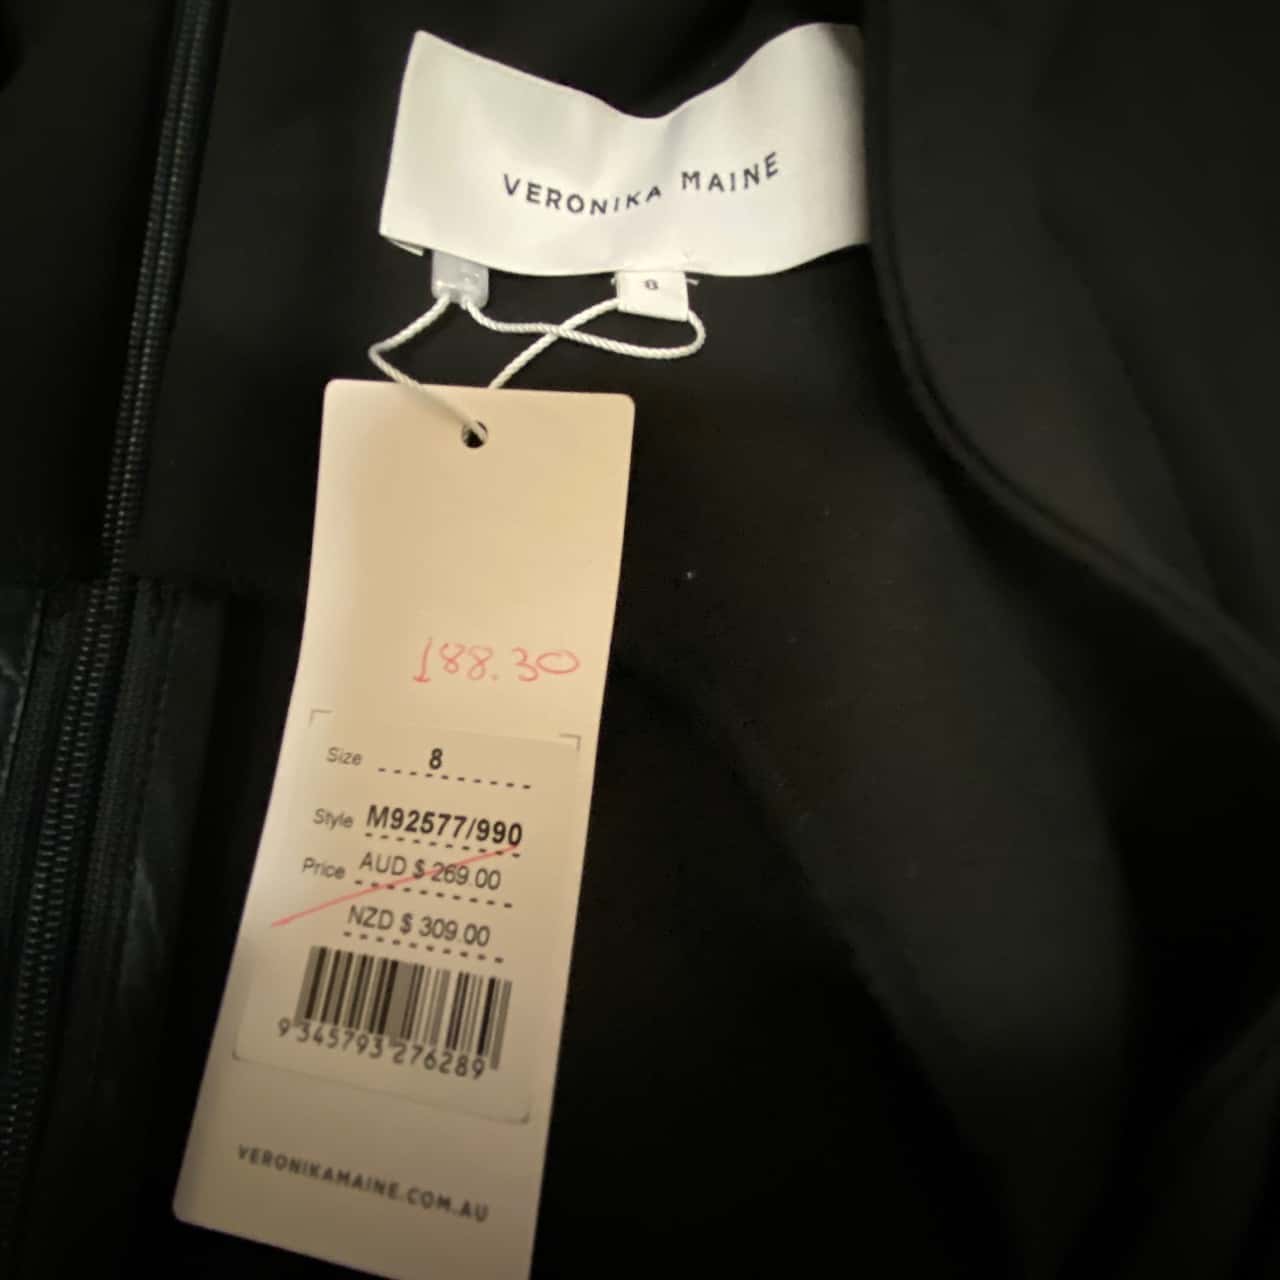 VERONIKA MAINE
8
188.30
Size 8
Style M92577/990
Price AUD $ 269.00
NZD $ 309.00
9 345793 276289
VERONIKAMAINE.COM.AU